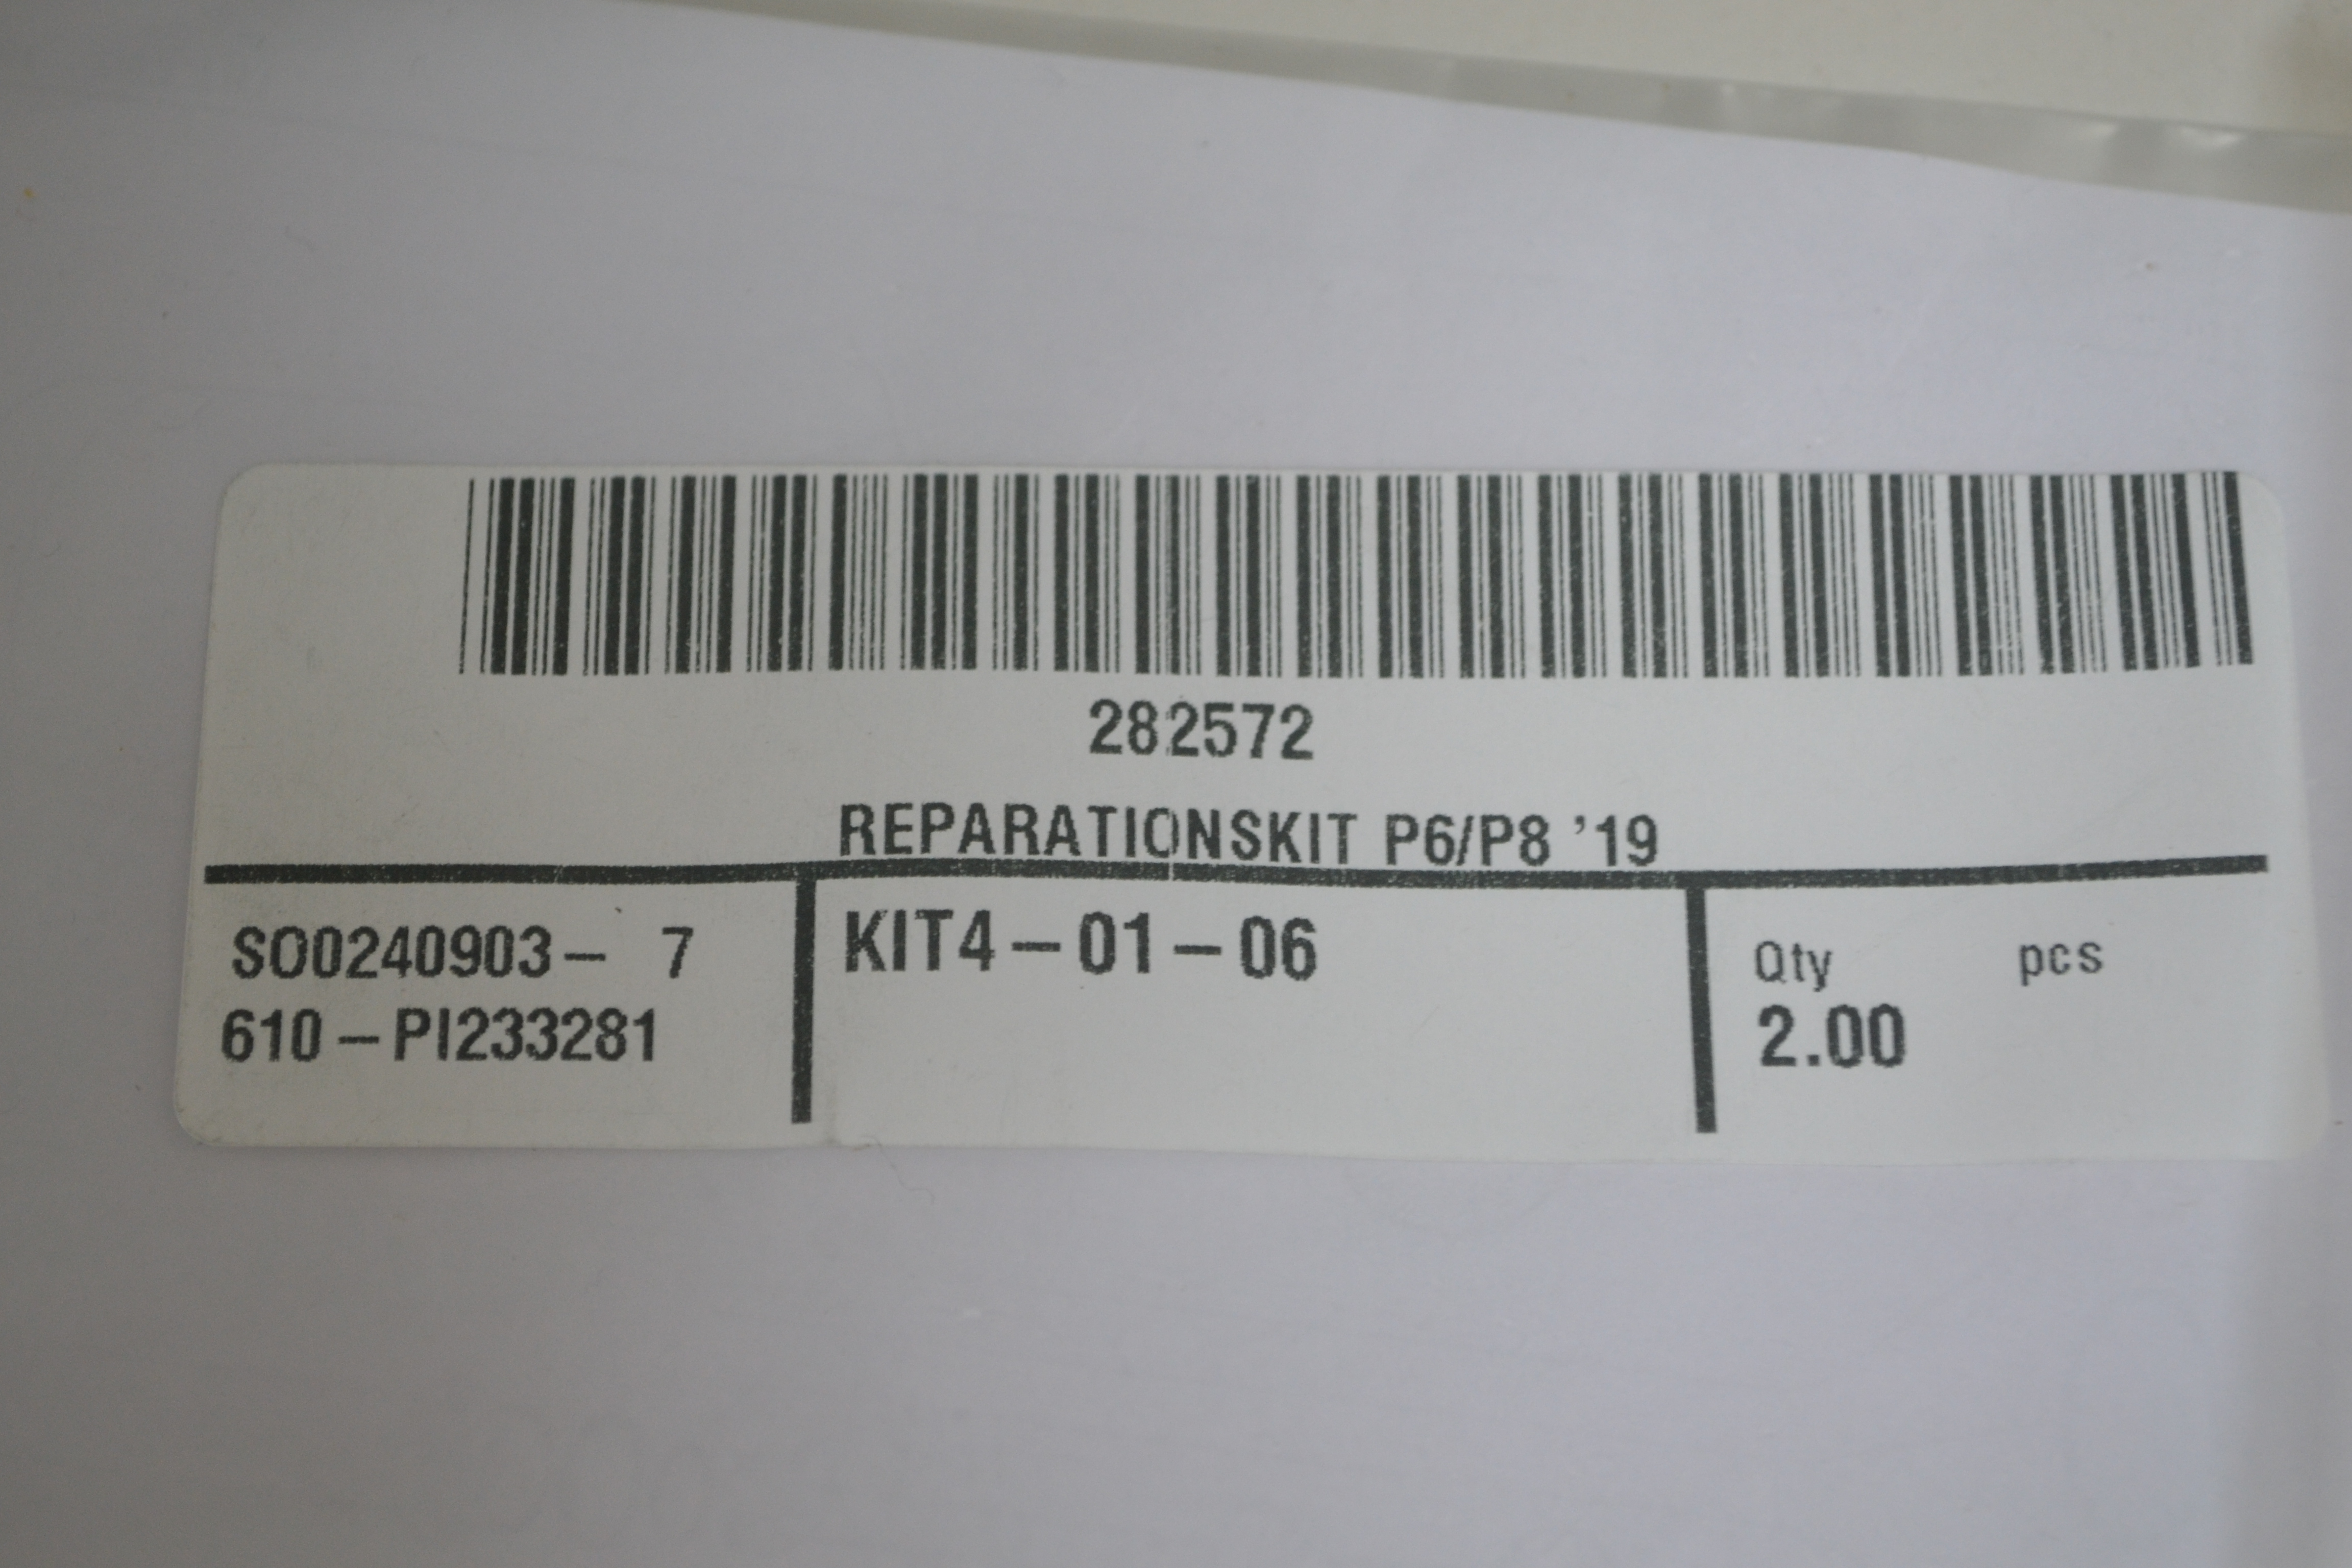 282572
REPARATIONSKIT P6/P8 '19
SO0240903- 7
610-PI233281
KIT4-01-06
Qty pcs
2.00